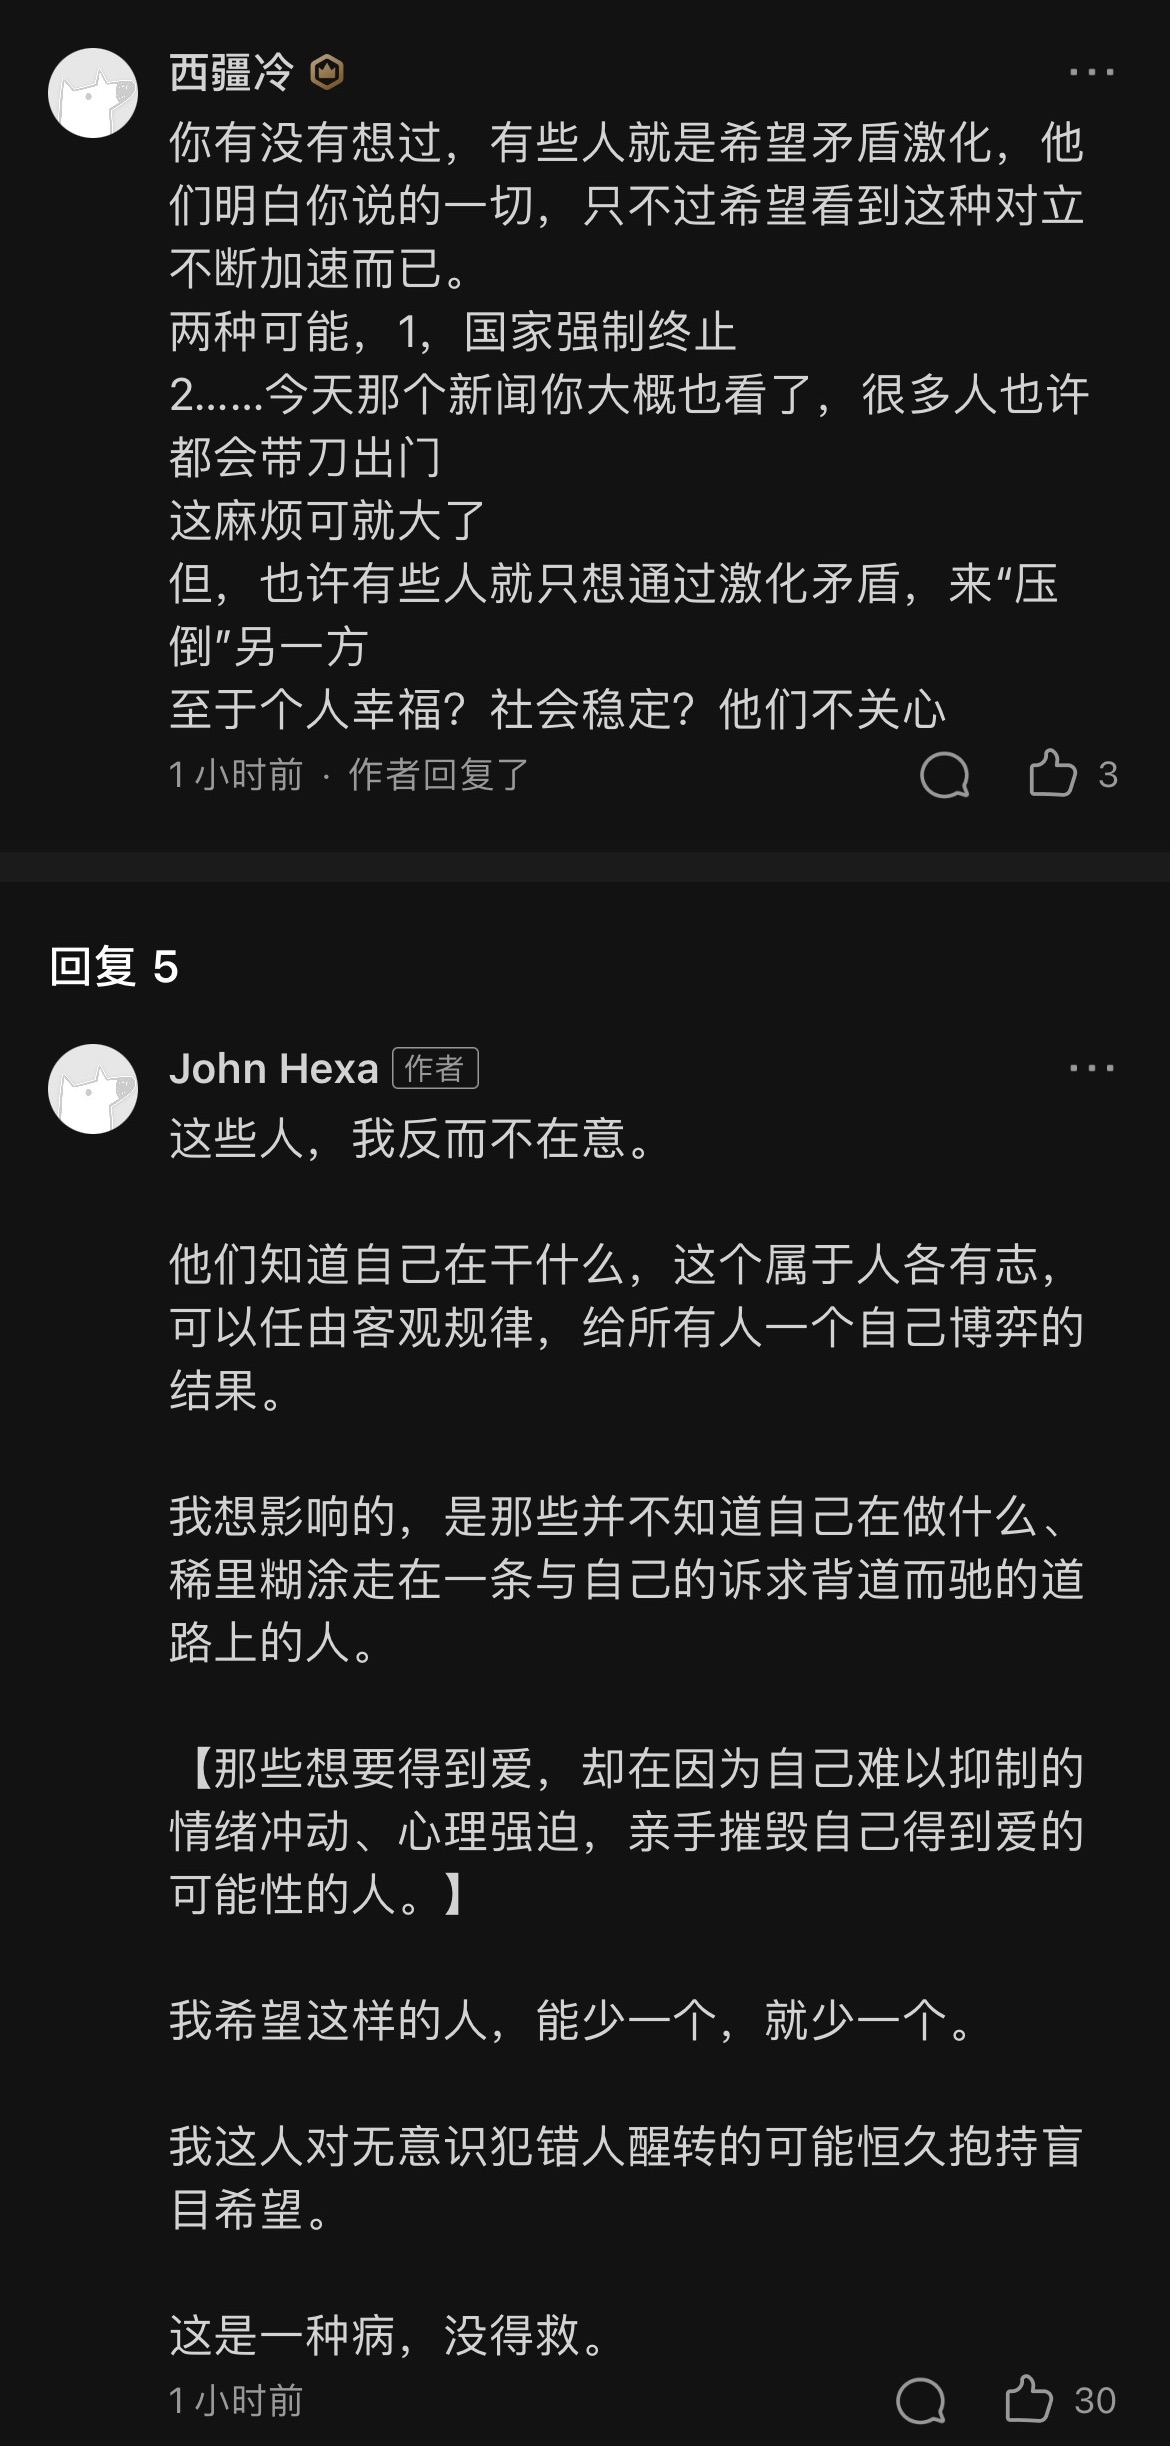 西疆冷
你有没有想过，有些人就是希望矛盾激化，他
们明白你说的一切，只不过希望看到这种对立
不断加速而已。
两种可能，1，国家强制终止
2……今天那个新闻你大概也看了，很多人也许
都会带刀出门
这麻烦可就大了
但，也许有些人就只想通过激化矛盾，来“压
倒”另一方
至于个人幸福？社会稳定？他们不关心
1 小时前 · 作者回复了
3
回复 5
John Hexa 作者
这些人，我反而不在意。
他们知道自己在干什么，这个属于人各有志，
可以任由客观规律，给所有人一个自己博弈的
结果。
我想影响的，是那些并不知道自己在做什么、
稀里糊涂走在一条与自己的诉求背道而驰的道
路上的人。
【那些想要得到爱，却在因为自己难以抑制的
情绪冲动、心理强迫，亲手摧毁自己得到爱的
可能性的人。】
我希望这样的人，能少一个，就少一个。
我这人对无意识犯错人醒转的可能恒久抱持盲
目希望。
这是一种病，没得救。
1 小时前
30